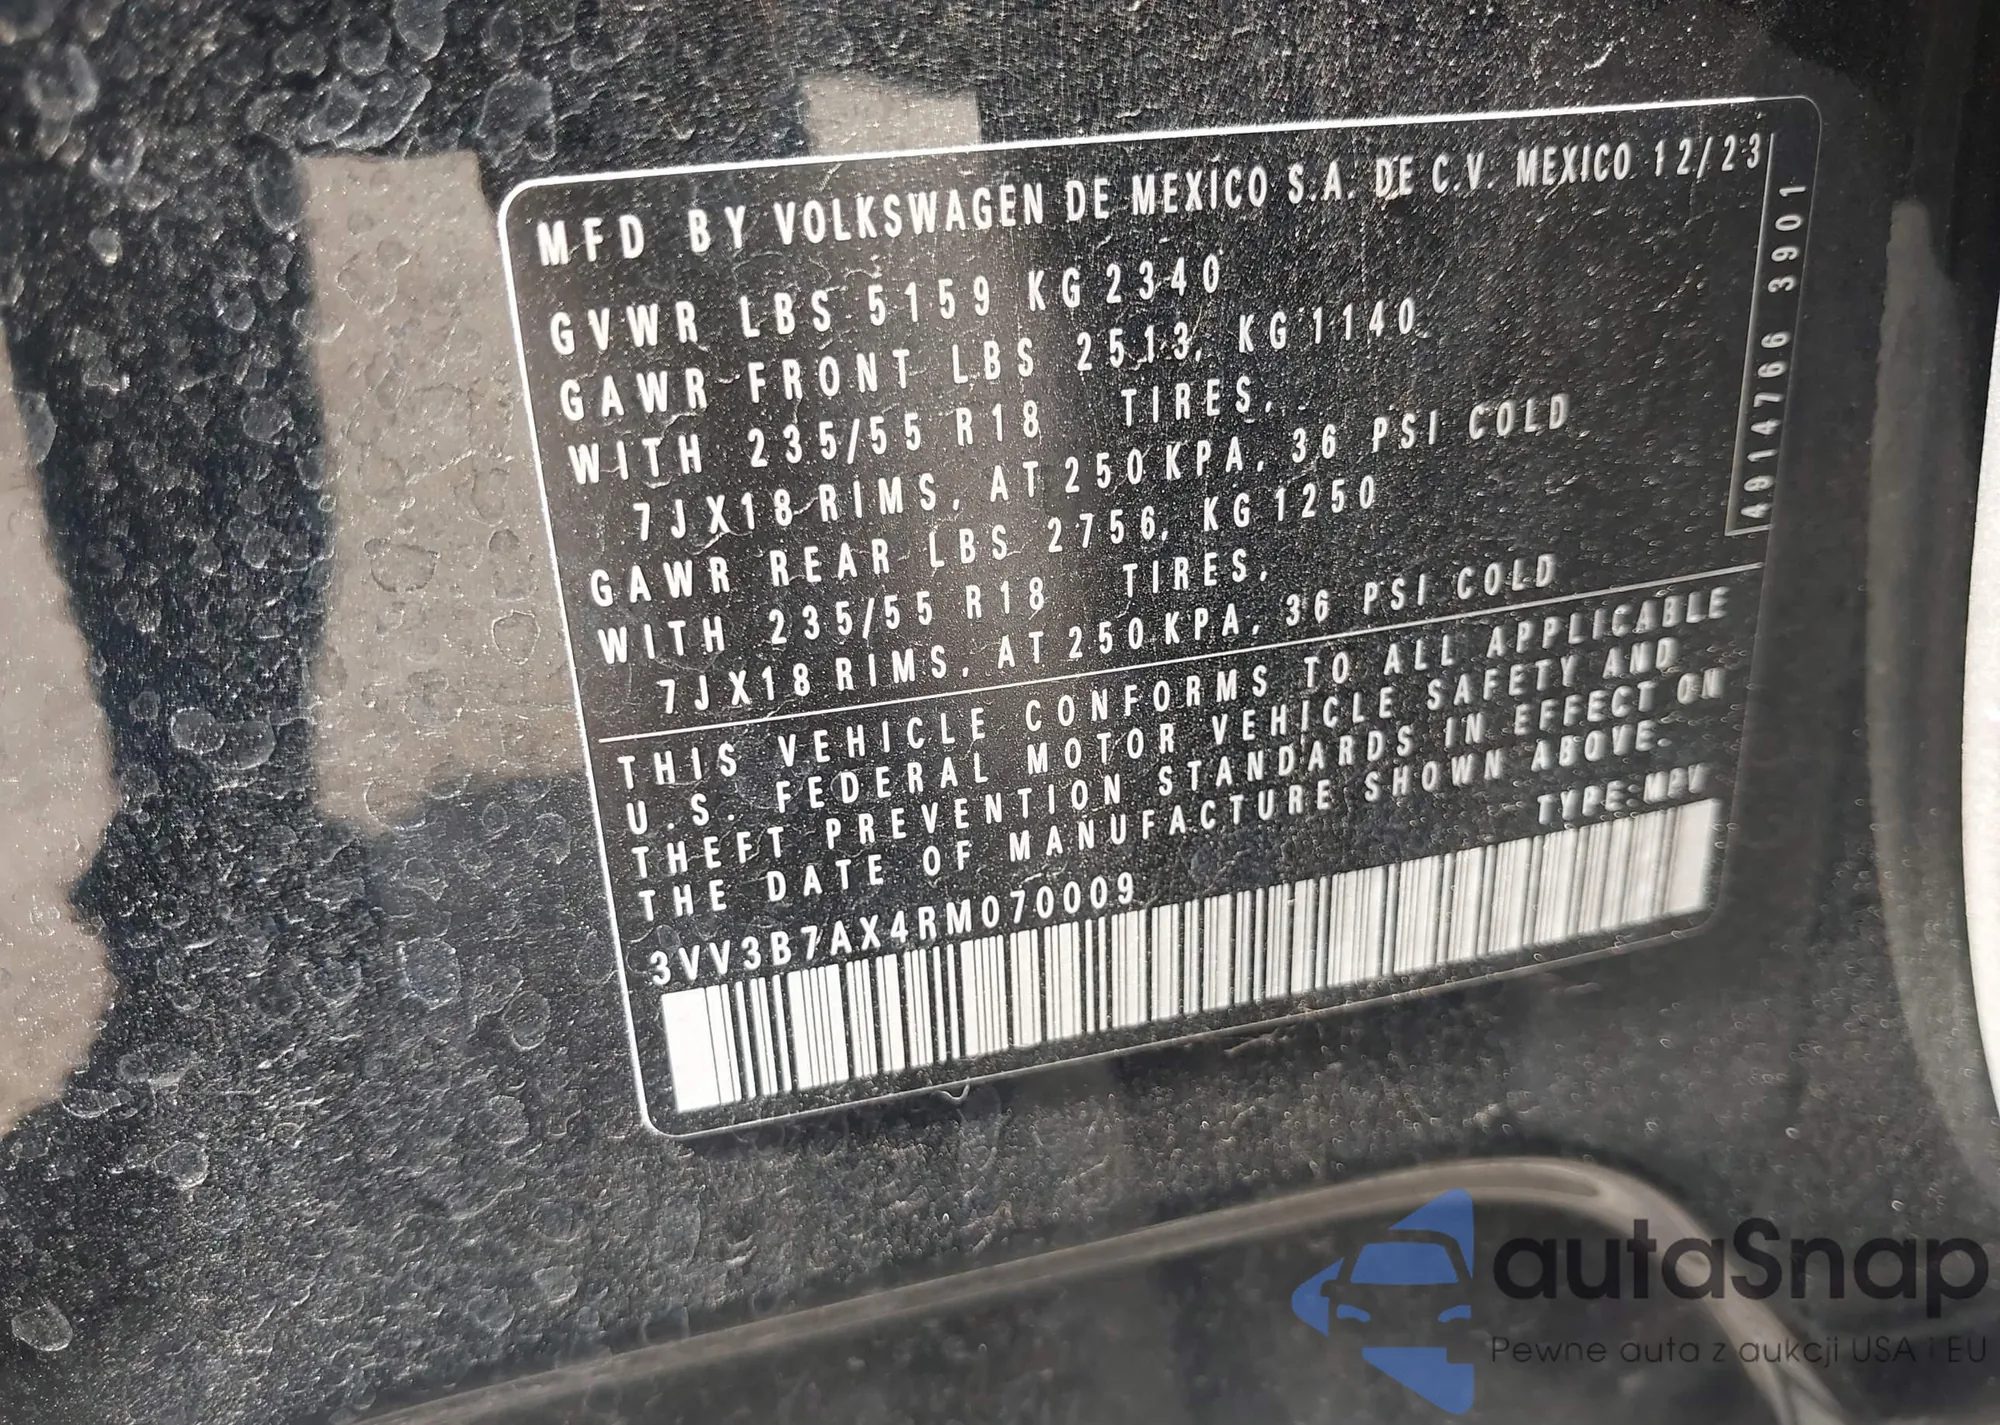 MFD BY VOLKSWAGEN DE MEXICO S.A. DE C.V. MEXICO 12/23
GVWR LBS 5159 KG 2340
GAWR FRONT LBS 2513, KG 1140
WITH 235/55 R18 TIRES,
7JX18 RIMS, AT 250 KPA, 36 PSI COLD
GAWR REAR LBS 2756, KG 1250
WITH 235/55 R18 TIRES,
7JX18 RIMS, AT 250 KPA, 36 PSI COLD
4914766 3901
THIS VEHICLE CONFORMS TO ALL APPLICABLE
U.S. FEDERAL MOTOR VEHICLE SAFETY AND
THEFT PREVENTION STANDARDS IN EFFECT ON
THE DATE OF MANUFACTURE SHOWN ABOVE.
TYPE: MPV
3VV3B7AX4RM070009
autaSnap
Pewne auta z aukcji USA i EU